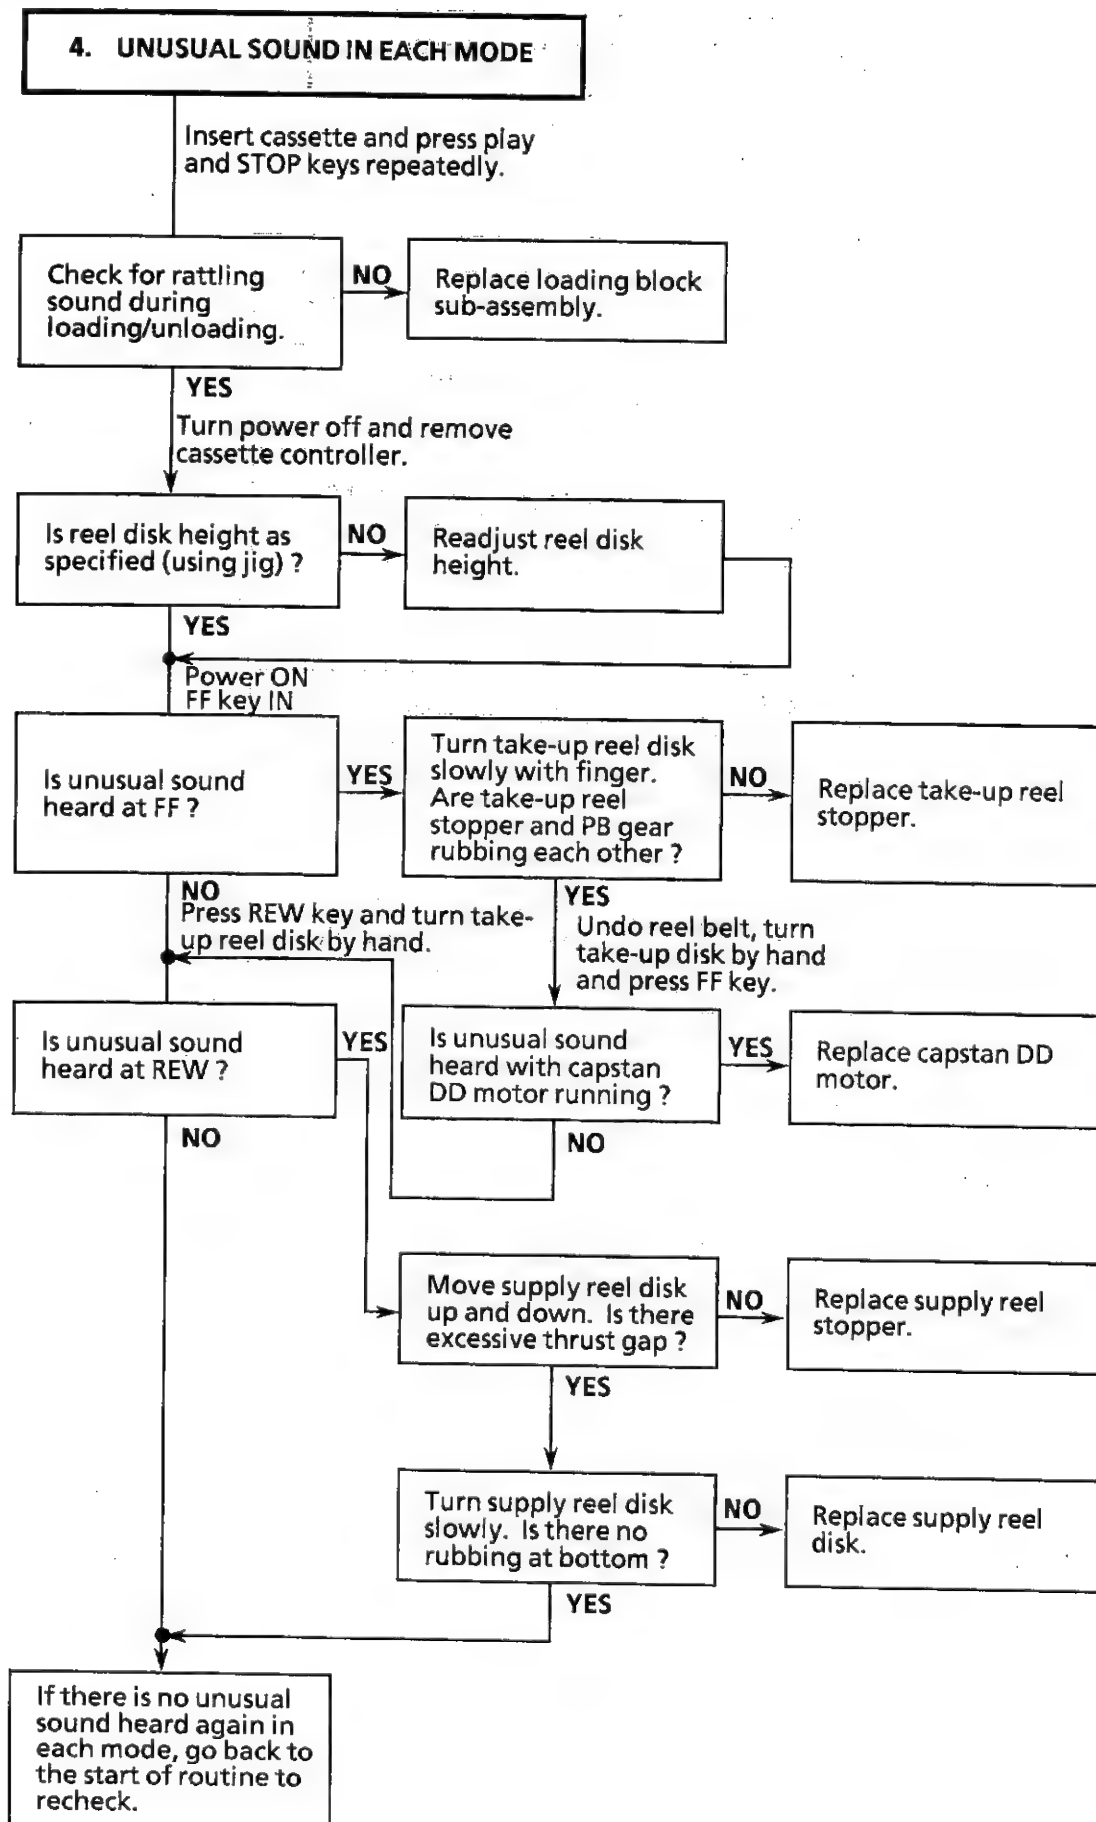 4. UNUSUAL SOUND IN EACH MODE
Insert cassette and press play
and STOP keys repeatedly.
Check for rattling
sound during
loading/unloading.
NO
Replace loading block
sub-assembly.
YES
Turn power off and remove
cassette controller.
Is reel disk height as
specified (using jig) ?
NO
Readjust reel disk
height.
YES
Power ON
FF key IN
Is unusual sound
heard at FF ?
YES
Turn take-up reel disk
slowly with finger.
Are take-up reel
stopper and PB gear
rubbing each other ?
NO
Replace take-up reel
stopper.
NO
Press REW key and turn take-
up reel disk by hand.
YES
Undo reel belt, turn
take-up disk by hand
and press FF key.
Is unusual sound
heard at REW ?
YES
Is unusual sound
heard with capstan
DD motor running ?
YES
Replace capstan DD
motor.
NO
NO
Move supply reel disk
up and down. Is there
excessive thrust gap ?
NO
Replace supply reel
stopper.
YES
Turn supply reel disk
slowly. Is there no
rubbing at bottom ?
NO
Replace supply reel
disk.
YES
If there is no unusual
sound heard again in
each mode, go back to
the start of routine to
recheck.